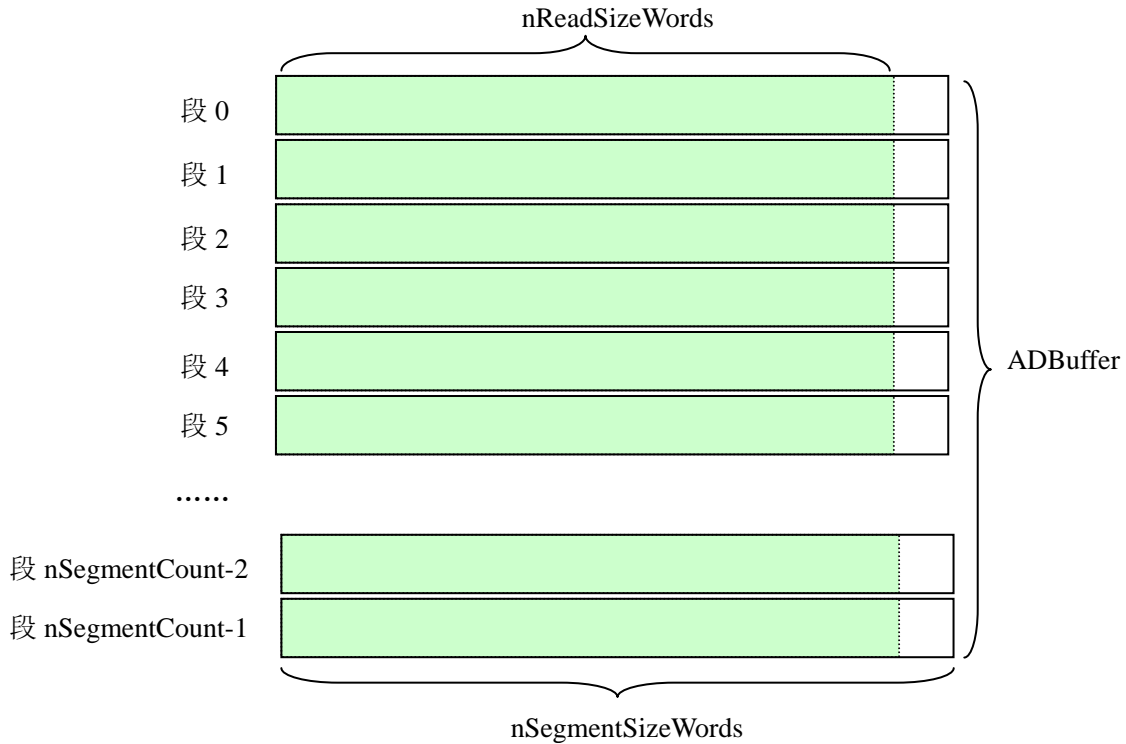 nReadSizeWords
段 0
段 1
段 2
段 3
段 4
ADBuffer
段 5
……
段 nSegmentCount-2
段 nSegmentCount-1
nSegmentSizeWords